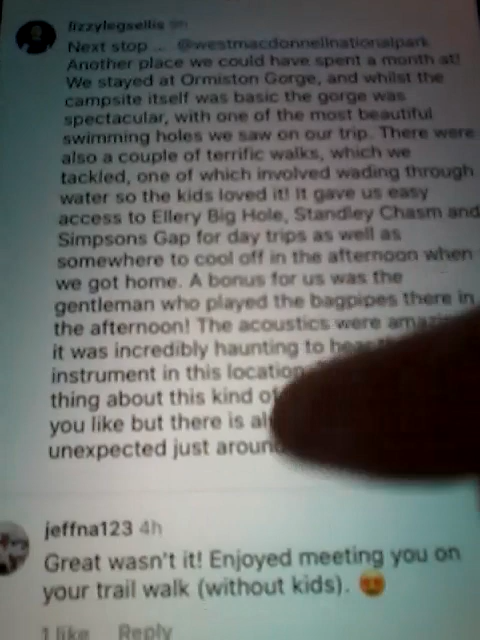 lizzylegsellis 9h
Next stop ... @westmacdonnellnationalpark
Another place we could have spent a month at!
We stayed at Ormiston Gorge, and whilst the
campsite itself was basic the gorge was
spectacular, with one of the most beautiful
swimming holes we saw on our trip. There were
also a couple of terrific walks, which we
tackled, one of which involved wading through
water so the kids loved it! It gave us easy
access to Ellery Big Hole, Standley Chasm and
Simpsons Gap for day trips as well as
somewhere to cool off in the afternoon when
we got home. A bonus for us was the
gentleman who played the bagpipes there in
the afternoon! The acoustics were
it was incredibly haunting to
instrument in this location
thing about this kind of
you like but there is
unexpected just
jeffna123 4h
Great wasn't it! Enjoyed meeting you on
your trail walk (without kids). 😍
1 like Reply